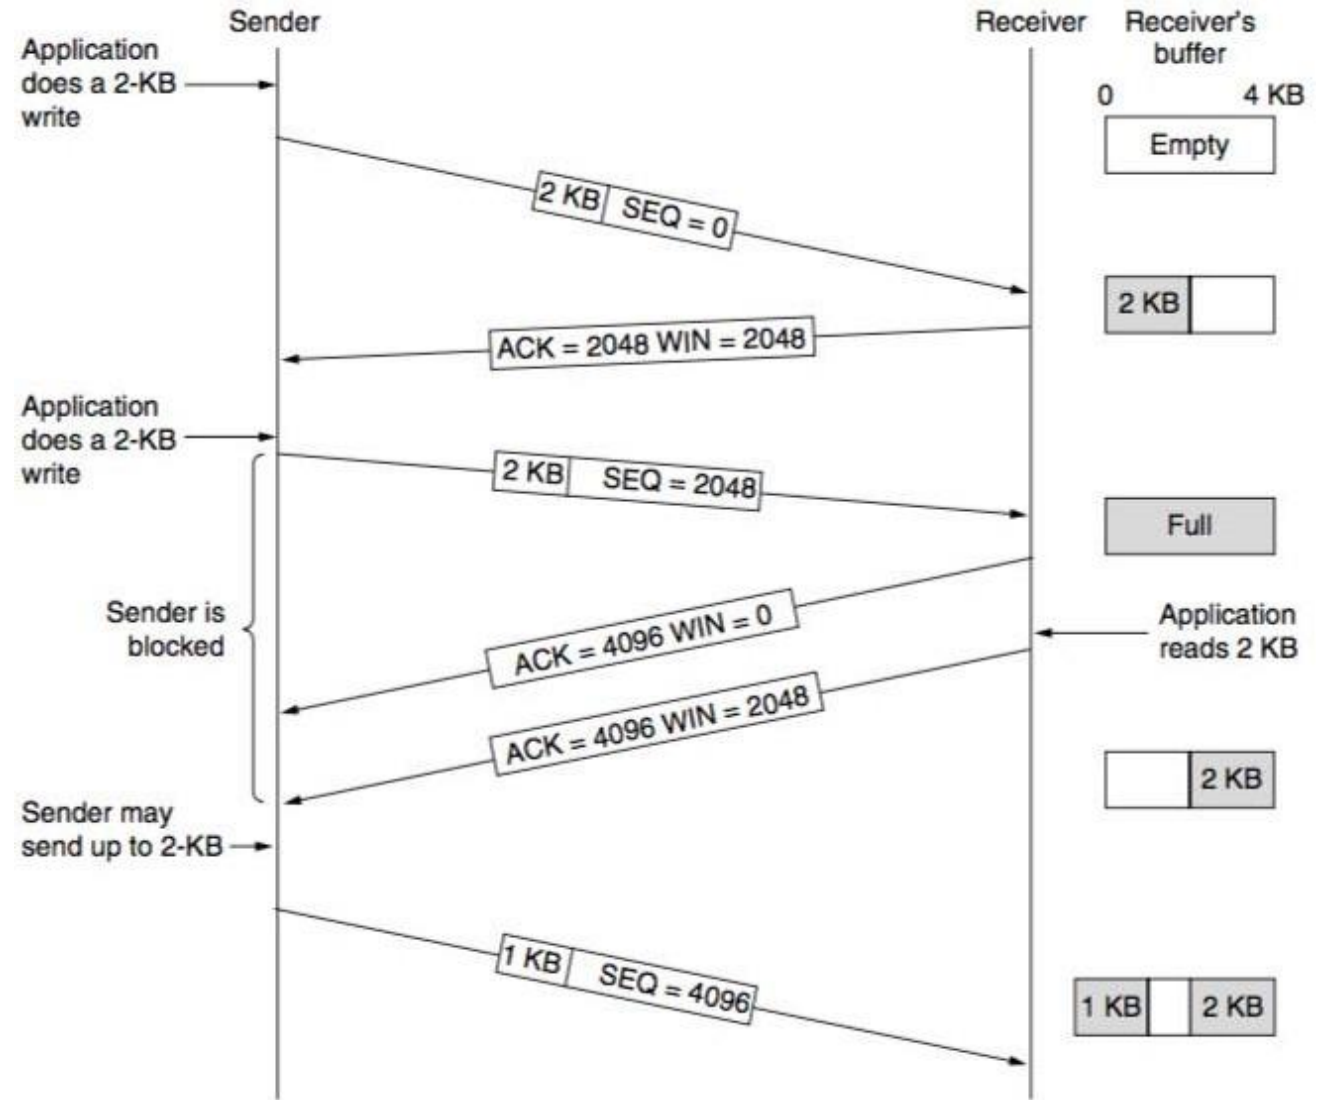 Sender
Receiver
Receiver's
buffer
Application
does a 2-KB
write
0
4 KB
Empty
2 KB
SEQ = 0
2 KB
ACK = 2048 WIN = 2048
Application
does a 2-KB
write
2 KB
SEQ = 2048
Full
Sender is
blocked
ACK = 4096 WIN = 0
Application
reads 2 KB
ACK = 4096 WIN = 2048
2 KB
Sender may
send up to 2-KB
1 KB
SEQ = 4096
1 KB
2 KB